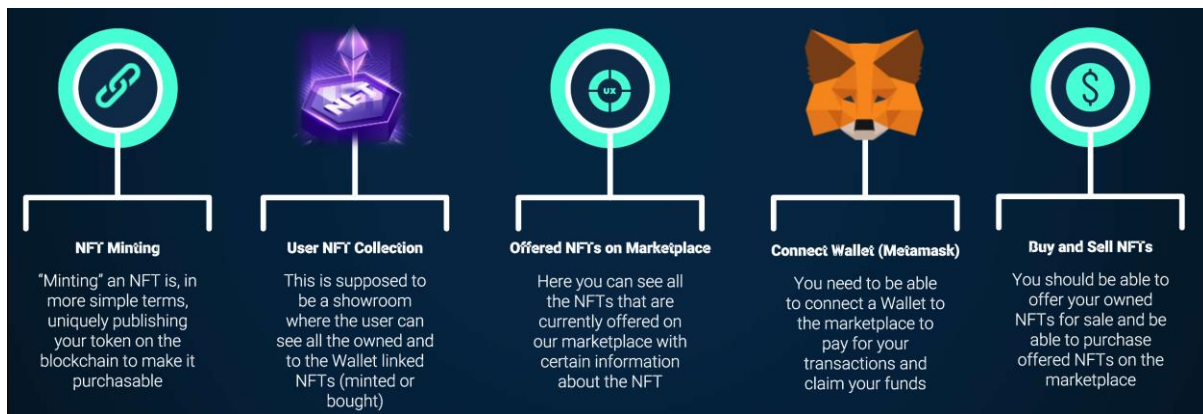 NFT
UX
$
NFT Minting
"Minting" an NFT is, in
more simple terms,
uniquely publishing
your token on the
blockchain to make it
purchasable
User NFT Collection
This is supposed to
be a showroom
where the user can
see all the owned and
to the Wallet linked
NFTs (minted or
bought)
Offered NFTs on Marketplace
Here you can see all
the NFTs that are
currently offered on
our marketplace with
certain information
about the NFT
Connect Wallet (Metamask)
You need to be able
to connect a Wallet to
the marketplace to
pay for your
transactions and
claim your funds
Buy and Sell NFTs
You should be able to
offer your owned
NFTs for sale and be
able to purchase
offered NFTs on the
marketplace